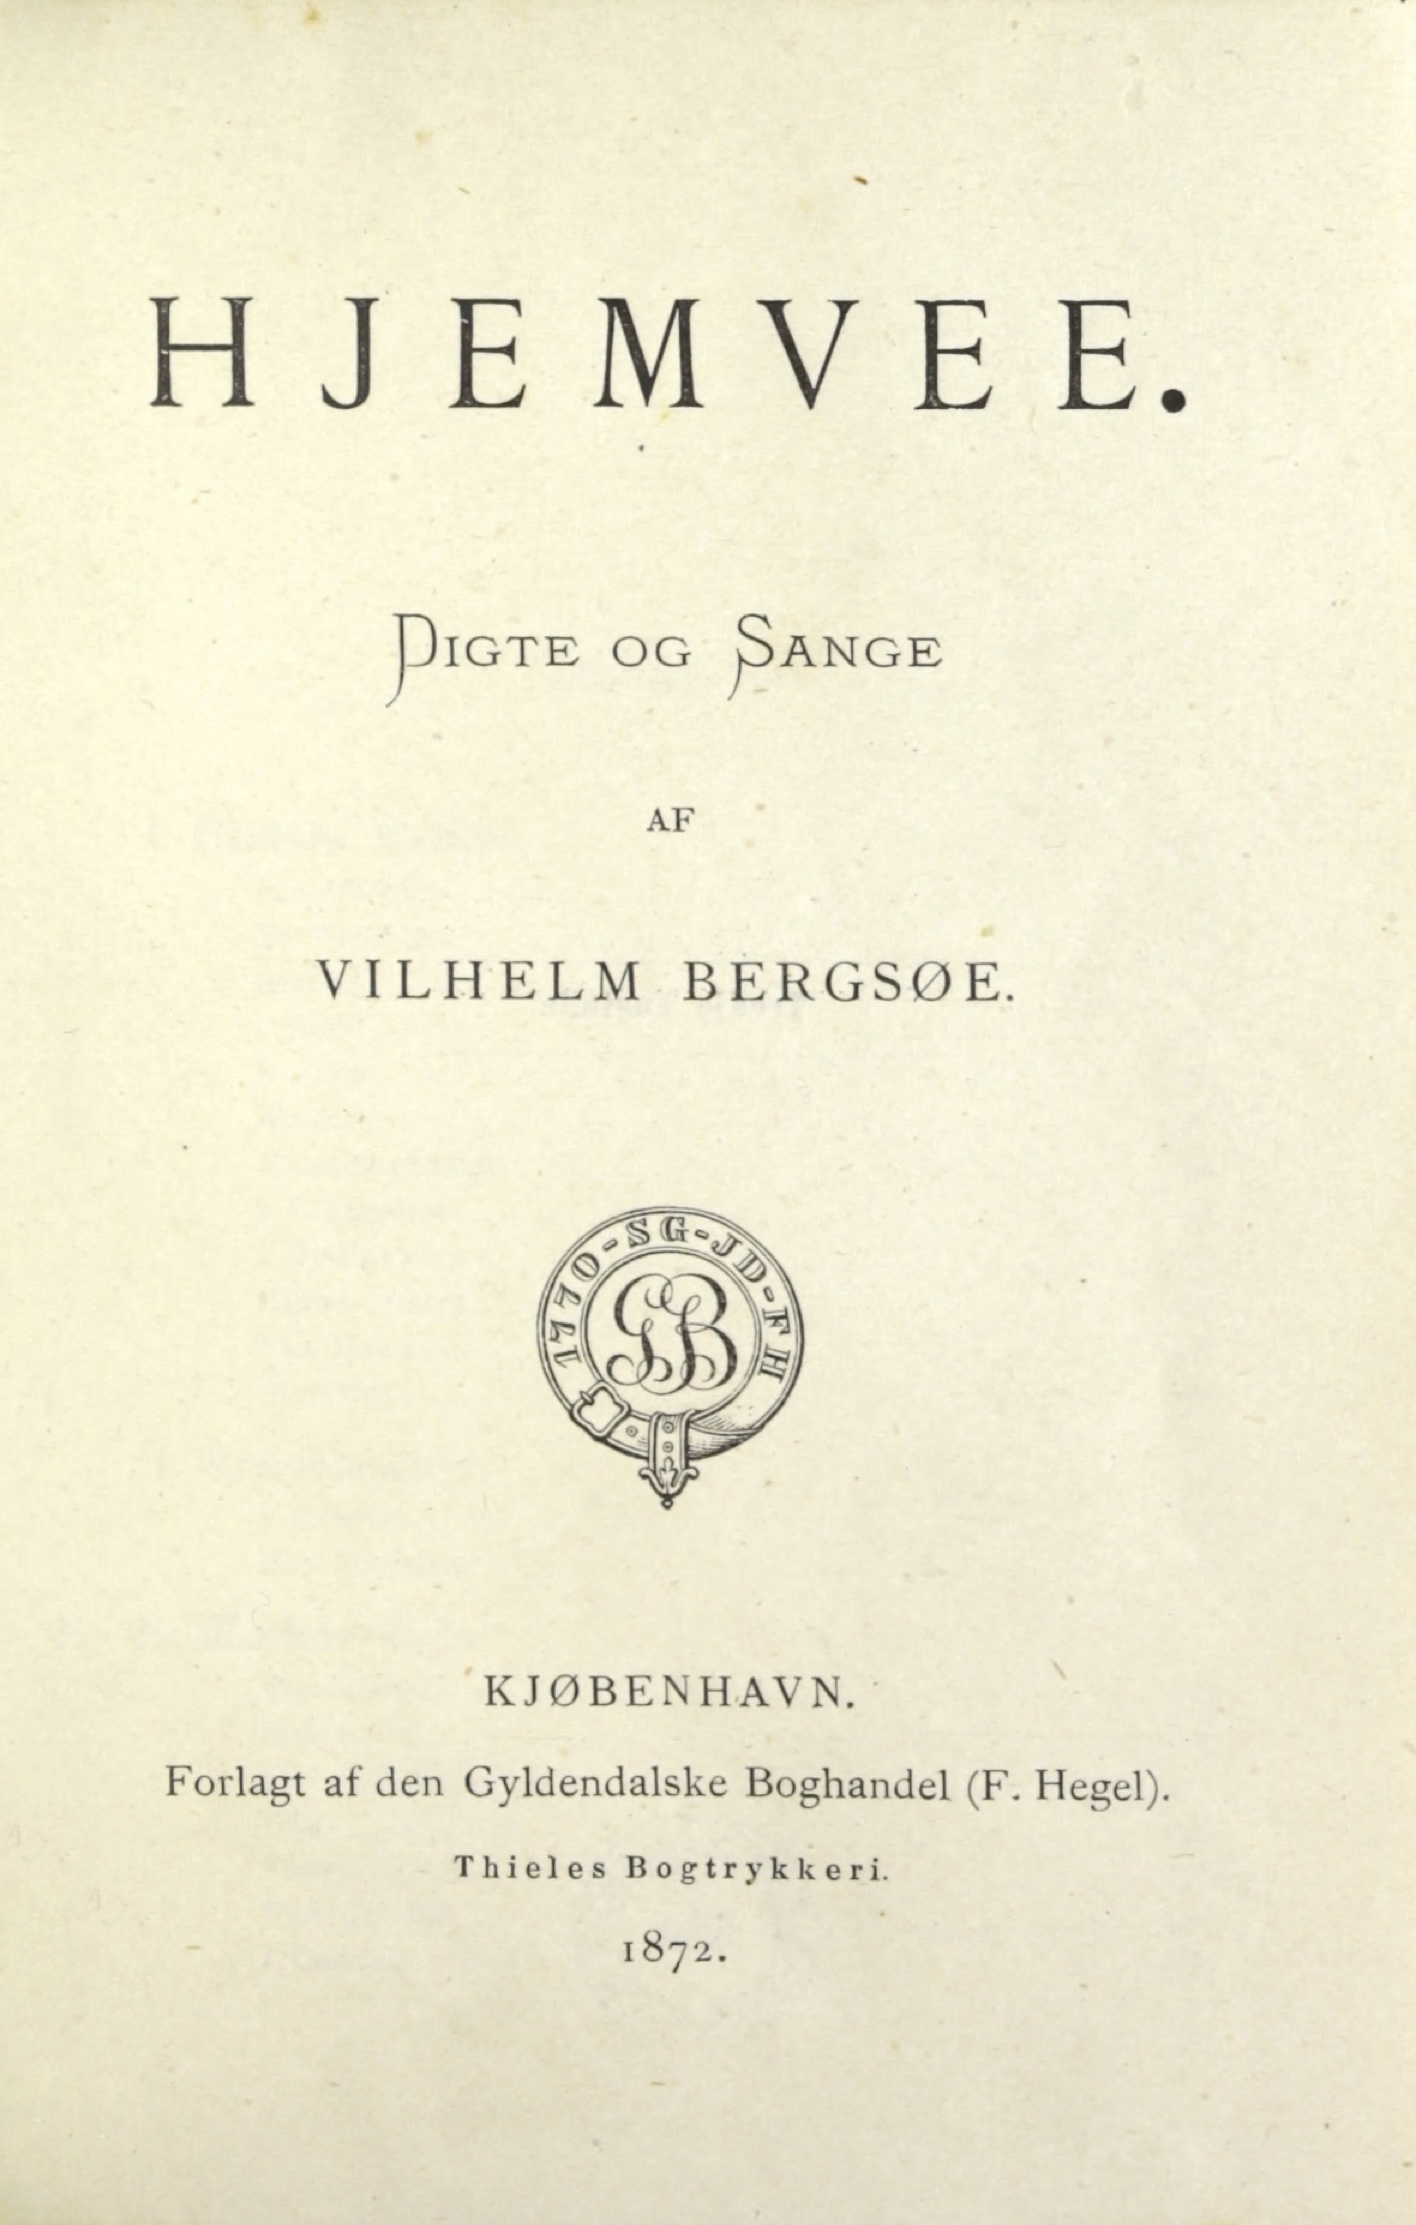 HJEMVEE.
DIGTE OG SANGE
AF
VILHELM BERGSØE.
1770-SG-JD-FH
GB
KJØBENHAVN.
Forlagt af den Gyldendalske Boghandel (F. Hegel).
Thieles Bogtrykkeri.
1872.